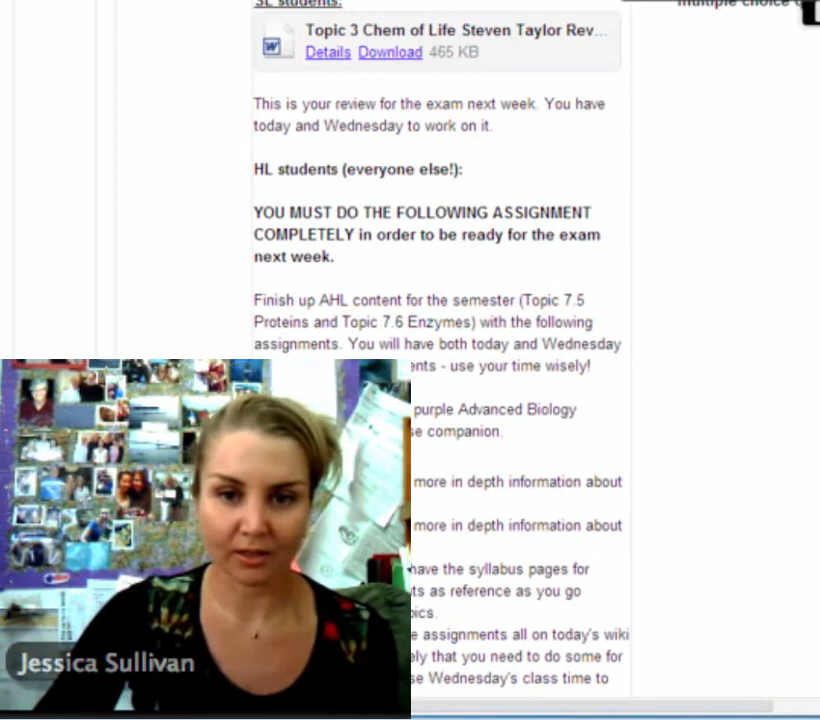 SL students:
multiple choice
Topic 3 Chem of Life Steven Taylor Rev...
Details Download 465 KB
This is your review for the exam next week. You have
today and Wednesday to work on it.
HL students (everyone else!):
YOU MUST DO THE FOLLOWING ASSIGNMENT
COMPLETELY in order to be ready for the exam
next week.
Finish up AHL content for the semester (Topic 7.5
Proteins and Topic 7.6 Enzymes) with the following
assignments. You will have both today and Wednesday
ents - use your time wisely!
purple Advanced Biology
se companion.
more in depth information about
more in depth information about
have the syllabus pages for
ts as reference as you go
pics.
e assignments all on today's wiki
ely that you need to do some for
se Wednesday's class time to
Jessica Sullivan